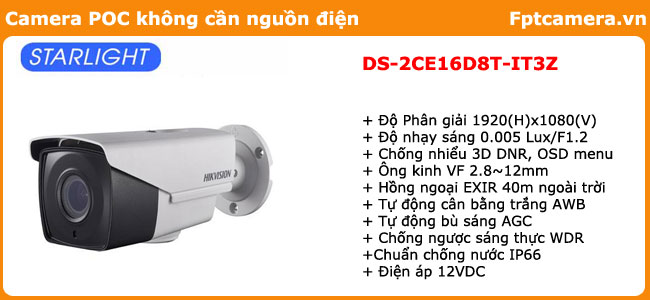 Camera POC không cần nguồn điện
Fptcamera.vn
STARLIGHT
DS-2CE16D8T-IT3Z
HIKVISION
+ Độ Phân giải 1920(H)x1080(V)
+ Độ nhạy sáng 0.005 Lux/F1.2
+ Chống nhiểu 3D DNR, OSD menu
+ Ông kinh VF 2.8~12mm
+ Hồng ngoại EXIR 40m ngoài trời
+ Tự động cân bằng trắng AWB
+ Tự động bù sáng AGC
+ Chống ngược sáng thực WDR
+Chuẩn chống nước IP66
+ Điện áp 12VDC